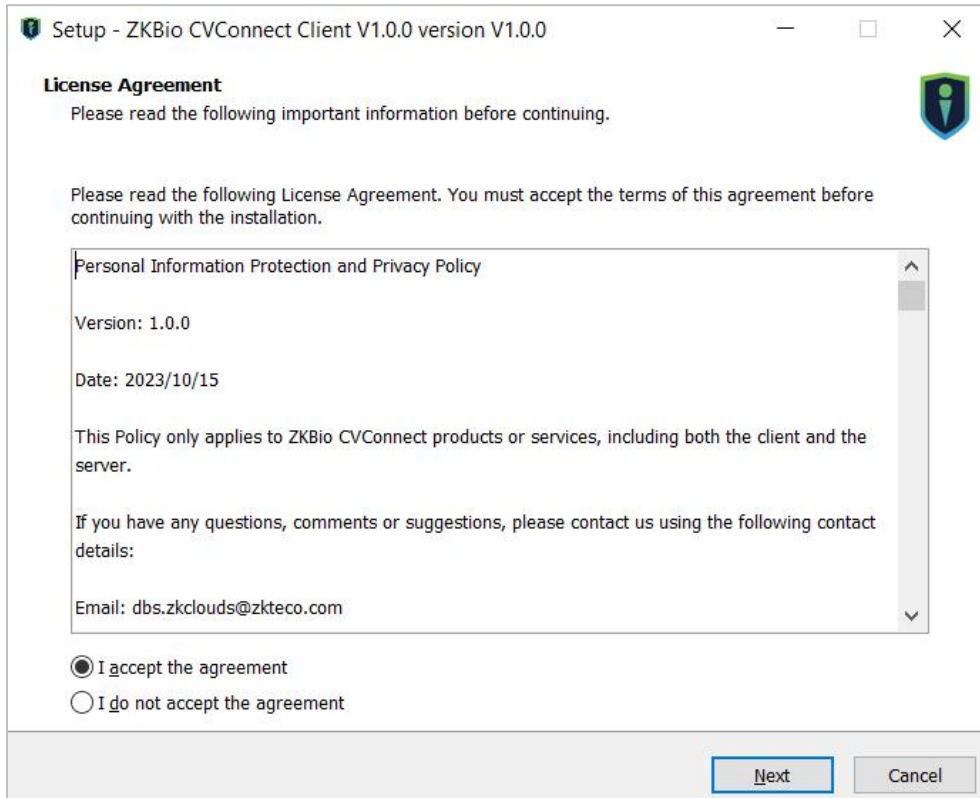 Setup - ZKBio CVConnect Client V1.0.0 version V1.0.0
License Agreement
Please read the following important information before continuing.
Please read the following License Agreement. You must accept the terms of this agreement before
continuing with the installation.
Personal Information Protection and Privacy Policy
Version: 1.0.0
Date: 2023/10/15
This Policy only applies to ZKBio CVConnect products or services, including both the client and the
server.
If you have any questions, comments or suggestions, please contact us using the following contact
details:
Email: dbs.zkclouds@zkteco.com
I accept the agreement
I do not accept the agreement
Next Cancel